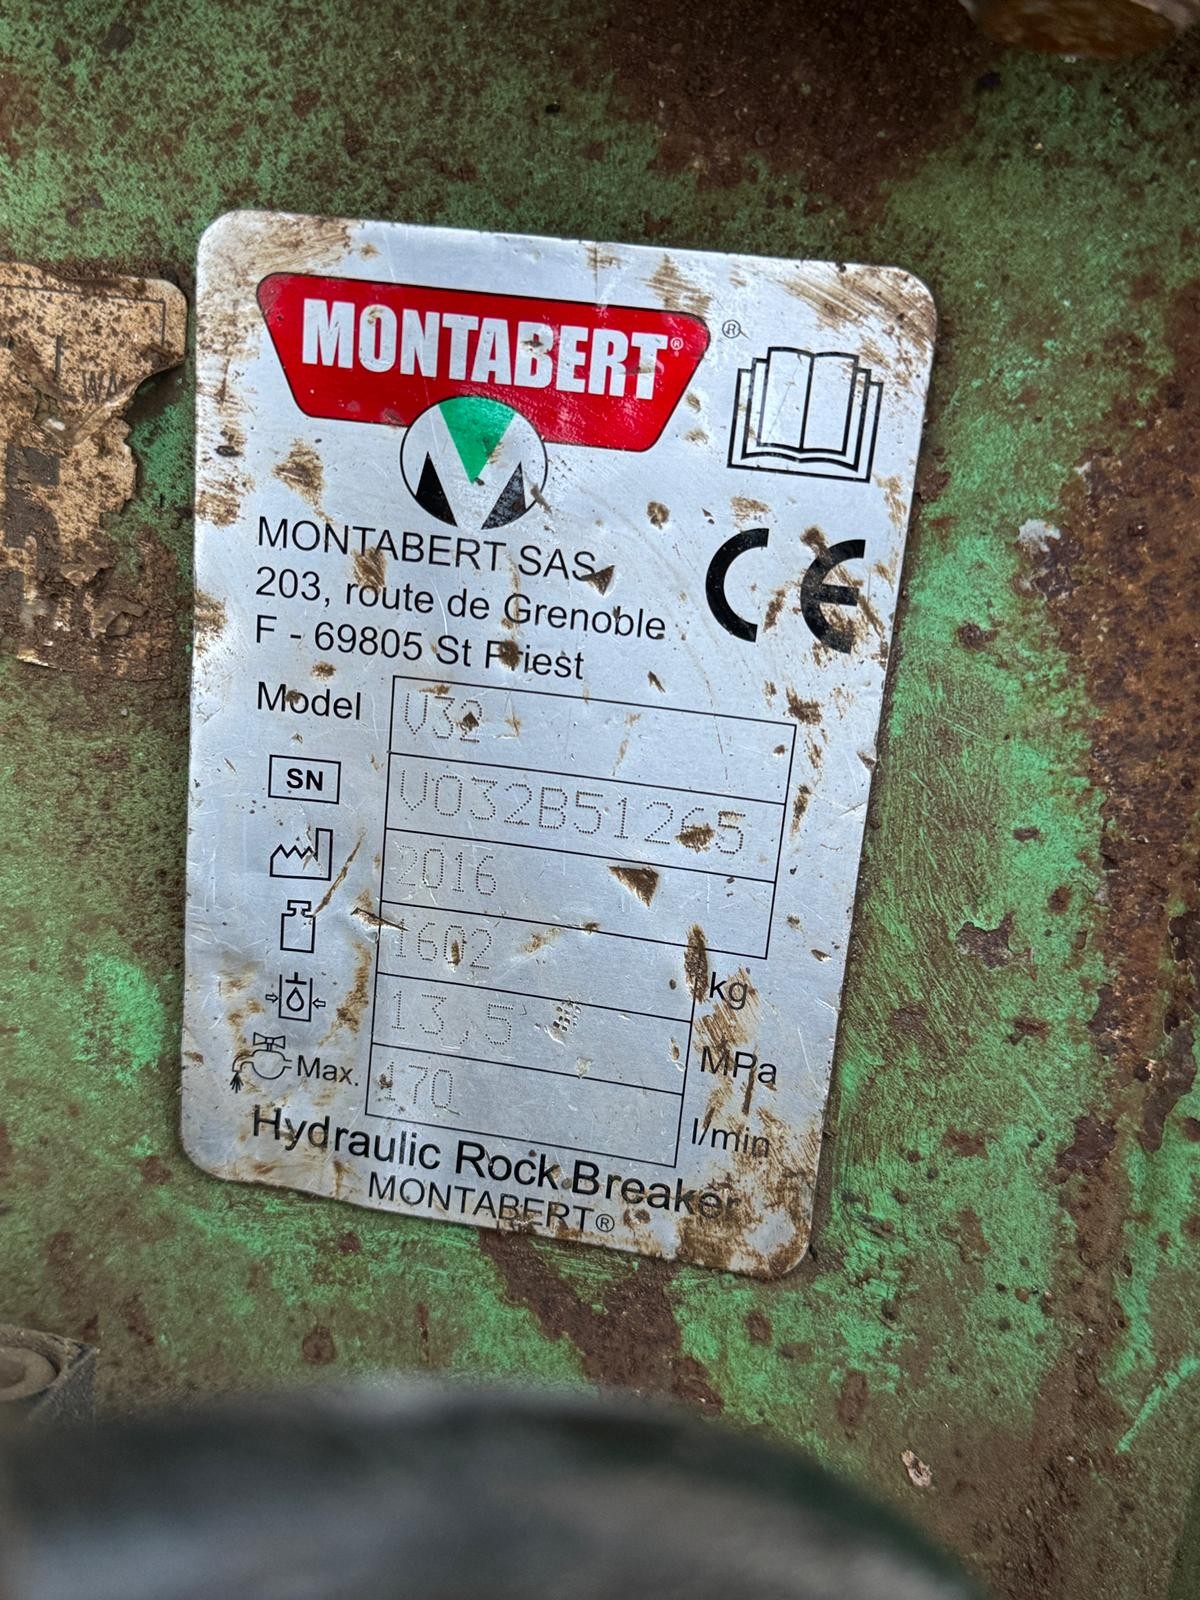 MONTABERT®
®
MONTABERT SAS
203, route de Grenoble
F - 69805 St Priest
CE
Model V32
SN V032B51265
2016
1602 kg
13,5 MPa
Max. 170 l/min
Hydraulic Rock Breaker
MONTABERT®